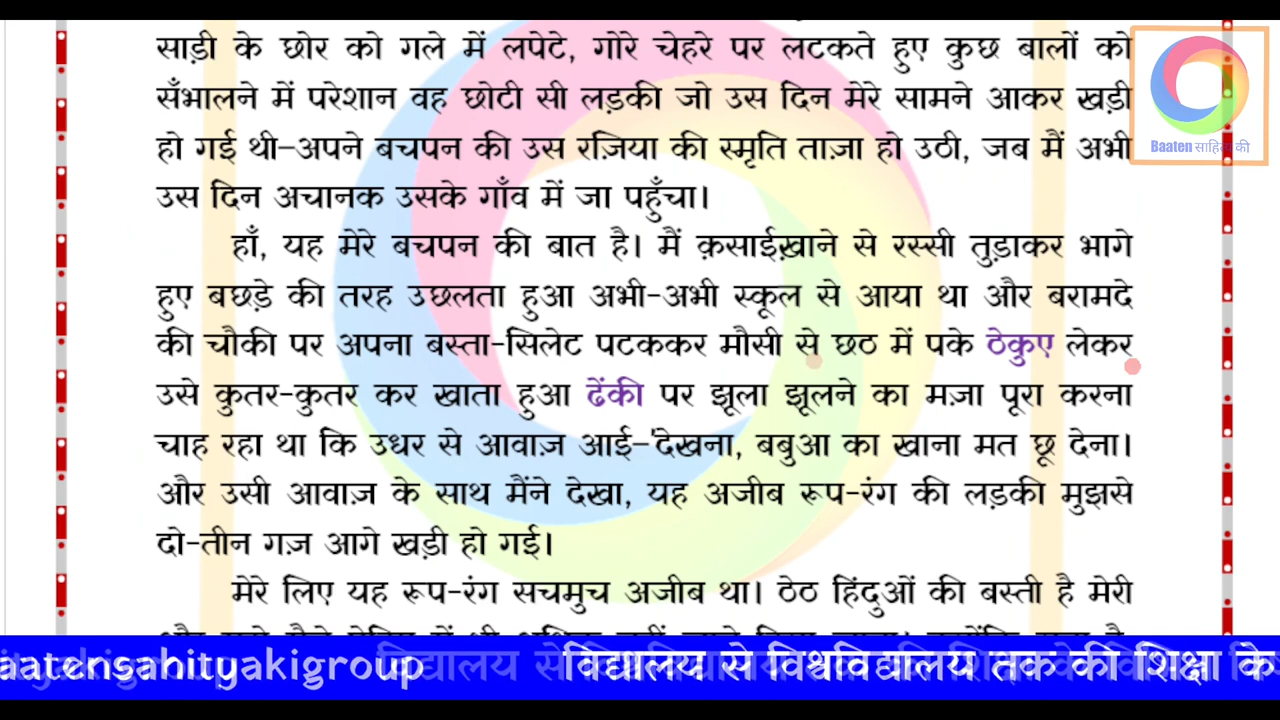 साड़ी के छोर को गले में लपेटे, गोरे चेहरे पर लटकते हुए कुछ बालों को
सँभालने में परेशान वह छोटी सी लड़की जो उस दिन मेरे सामने आकर खड़ी
हो गई थी–अपने बचपन की उस रज़िया की स्मृति ताज़ा हो उठी, जब मैं अभी
उस दिन अचानक उसके गाँव में जा पहुँचा।
Baaten साहित्य की
हाँ, यह मेरे बचपन की बात है। मैं क़साईख़ाने से रस्सी तुड़ाकर भागे
हुए बछड़े की तरह उछलता हुआ अभी-अभी स्कूल से आया था और बरामदे
की चौकी पर अपना बस्ता-सिलेट पटककर मौसी से छठ में पके ठेकुए लेकर
उसे कुतर-कुतर कर खाता हुआ ढेंकी पर झूला झूलने का मज़ा पूरा करना
चाह रहा था कि उधर से आवाज़ आई–'देखना, बबुआ का खाना मत छू देना।
और उसी आवाज़ के साथ मैंने देखा, यह अजीब रूप-रंग की लड़की मुझसे
दो-तीन गज़ आगे खड़ी हो गई।
मेरे लिए यह रूप-रंग सचमुच अजीब था। ठेठ हिंदुओं की बस्ती है मेरी
aatensahityakigroup विद्यालय से विश्वविद्यालय तक की शिक्षा के